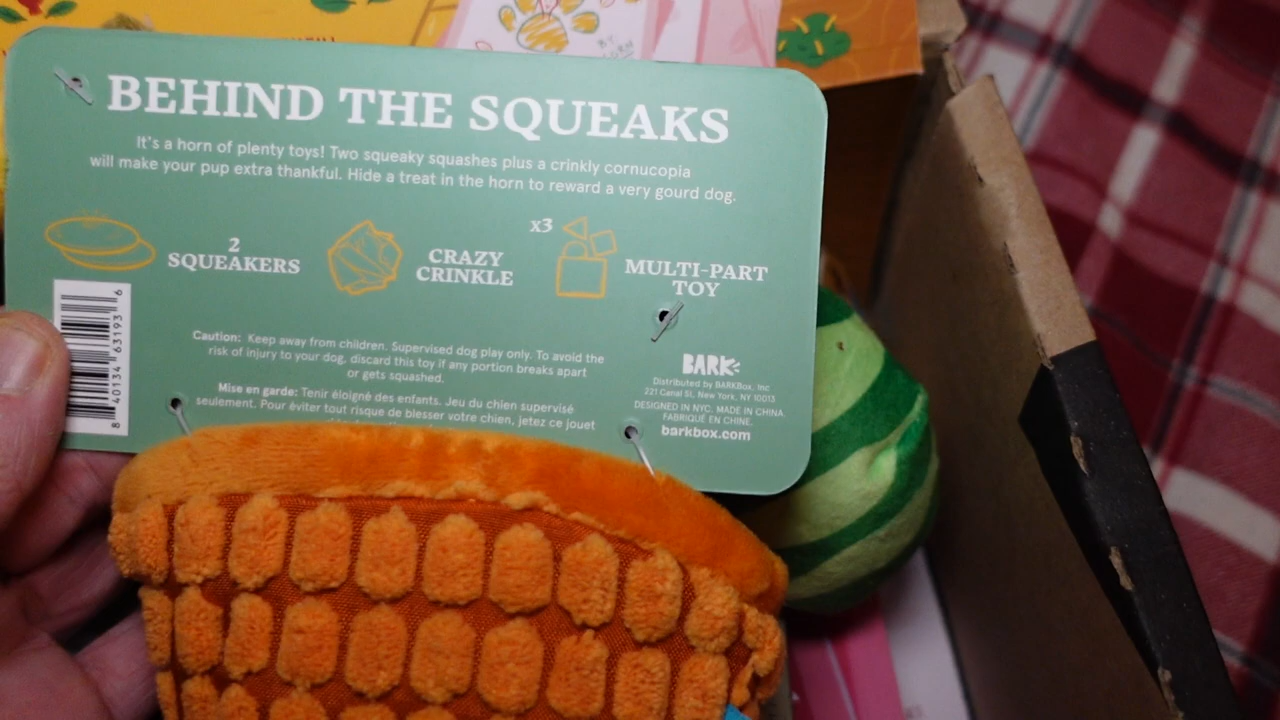 BY:
BEHIND THE SQUEAKS
It's a horn of plenty toys! Two squeaky squashes plus a crinkly cornucopia
will make your pup extra thankful. Hide a treat in the horn to reward a very gourd dog.
2
SQUEAKERS
CRAZY
CRINKLE
x3
MULTI-PART
TOY
8 40134 63193 6
Caution: Keep away from children. Supervised dog play only. To avoid the
risk of injury to your dog, discard this toy if any portion breaks apart
or gets squashed.
Mise en garde: Tenir éloigné des enfants. Jeu du chien supervisé
seulement. Pour éviter tout risque de blesser votre chien, jetez ce jouet
BARK
Distributed by BARKBox, Inc
221 Canal St, New York, NY 10013
DESIGNED IN NYC. MADE IN CHINA.
FABRIQUÉ EN CHINE.
barkbox.com